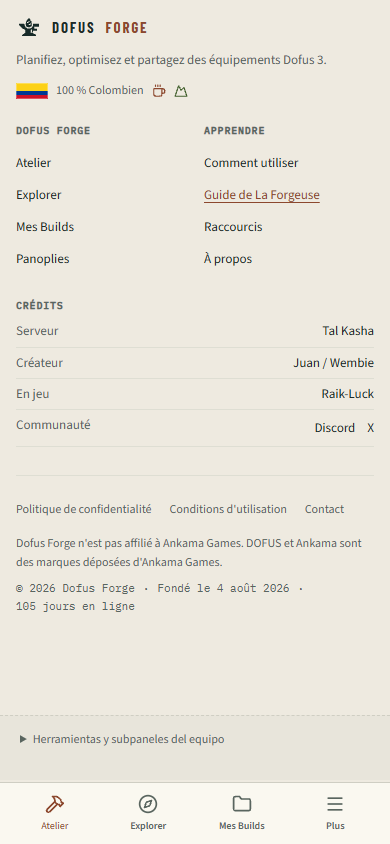 DOFUS FORGE
Planifiez, optimisez et partagez des équipements Dofus 3.
100 % Colombien
DOFUS FORGE
APPRENDRE
Atelier
Comment utiliser
Explorer
Guide de La Forgeuse
Mes Builds
Raccourcis
Panoplies
À propos
CRÉDITS
Serveur
Tal Kasha
Créateur
Juan / Wembie
En jeu
Raik-Luck
Communauté
Discord X
Politique de confidentialité
Conditions d'utilisation
Contact
Dofus Forge n'est pas affilié à Ankama Games. DOFUS et Ankama sont
des marques déposées d'Ankama Games.
© 2026 Dofus Forge · Fondé le 4 août 2026 ·
105 jours en ligne
Herramientas y subpaneles del equipo
Atelier
Explorer
Mes Builds
Plus